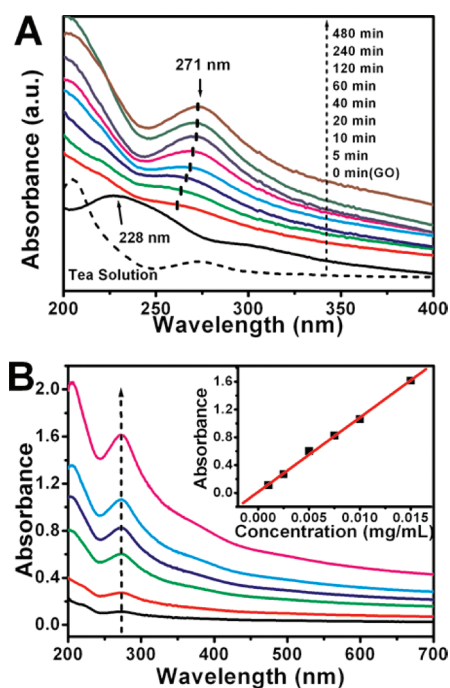 A
271 nm
480 min
240 min
120 min
60 min
40 min
20 min
10 min
5 min
0 min(GO)
228 nm
Tea Solution
Absorbance (a.u.)
200 250 300 350 400
Wavelength (nm)
B
2.0
1.6
1.2
0.8
0.4
0.0
Absorbance
1.6
1.2
0.8
0.4
0.0
Absorbance
0.000 0.005 0.010 0.015
Concentration (mg/mL)
200 300 400 500 600 700
Wavelength (nm)